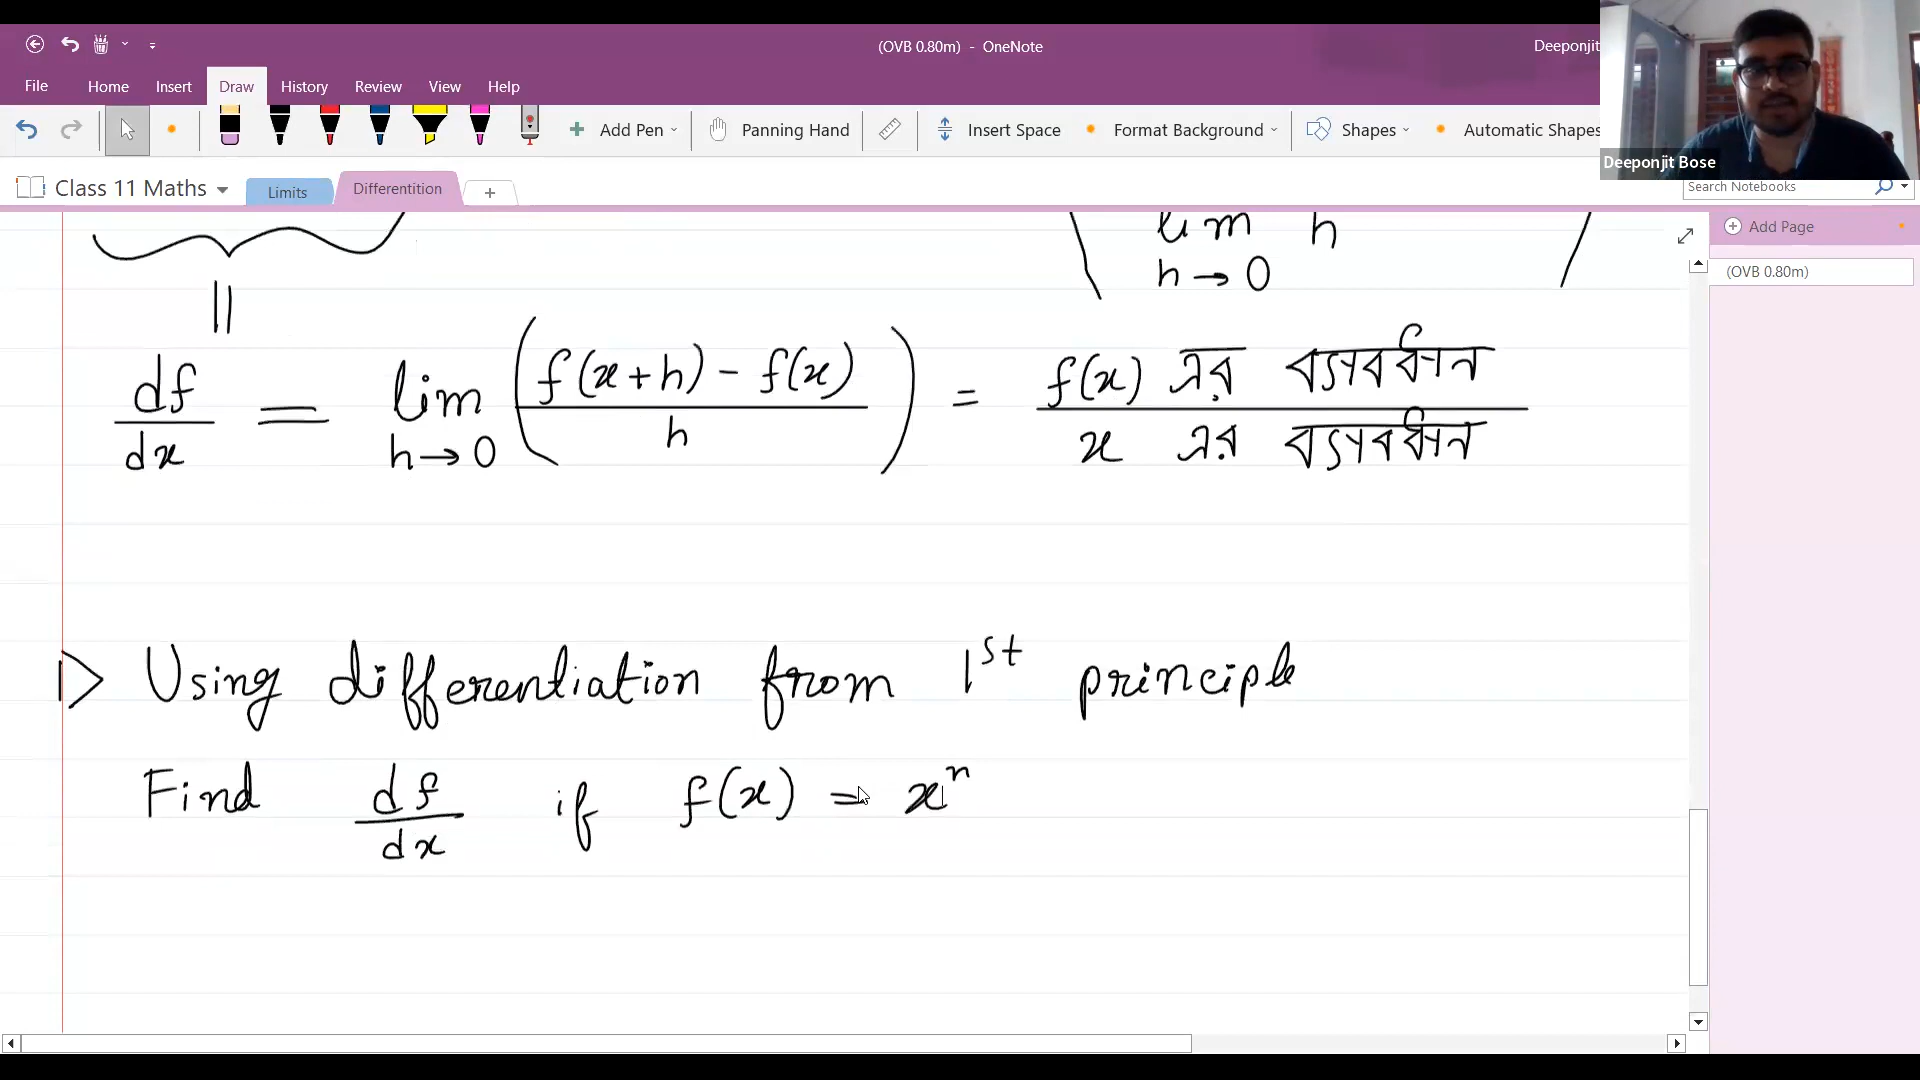 (OVB 0.80m) - OneNote
Deeponjit
File Home Insert Draw History Review View Help
Add Pen Panning Hand Insert Space Format Background Shapes Automatic Shapes
Deeponjit Bose
Class 11 Maths Limits Differentition +
Search Notebooks
Add Page
(OVB 0.80m)
lim h
h→0
||
df/dx = lim h→0 (f(x+h) - f(x)/h) = f(x) এর ব্যবধান / x এর ব্যবধান
Using differentiation from 1st principle
Find df/dx if f(x) = xⁿ